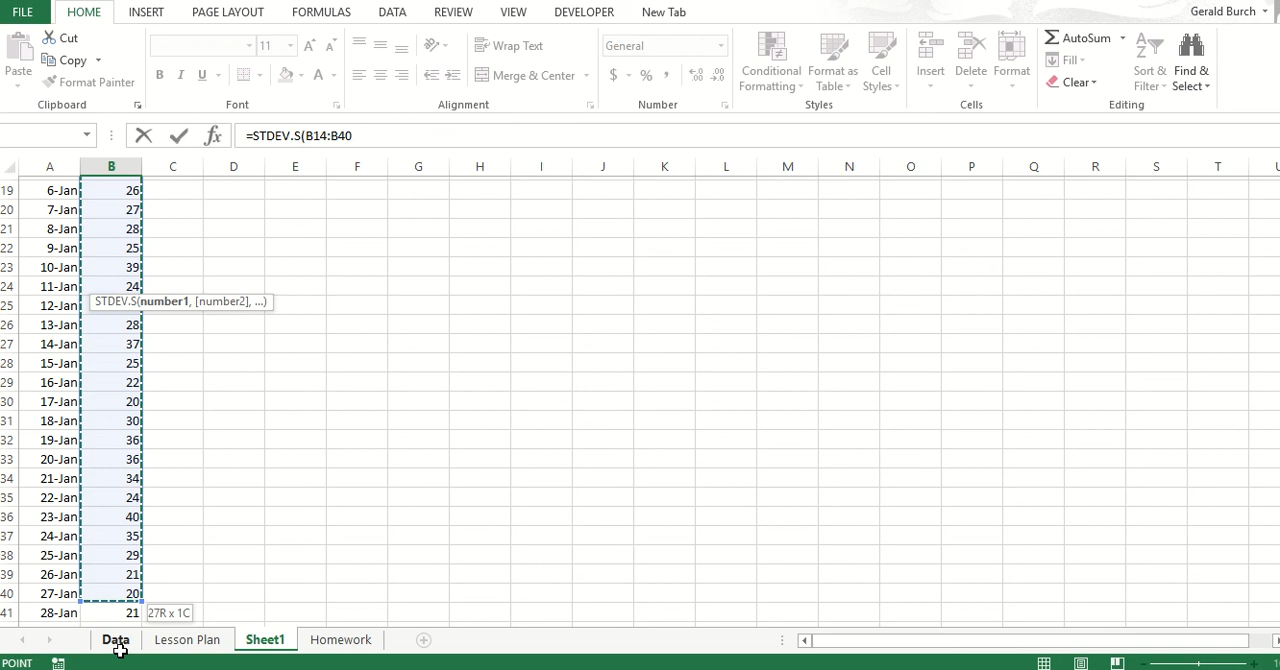 FILE HOME INSERT PAGE LAYOUT FORMULAS DATA REVIEW VIEW DEVELOPER New Tab Gerald Burch
Cut
Copy
Format Painter
Paste
11 A A
B I U A
Wrap Text
Merge & Center
General
$ % , .00 .0
Conditional Formatting
Format as Table
Cell Styles
Insert Delete Format
AutoSum
Fill
Clear
Sort & Filter
Find & Select
Clipboard Font Alignment Number Styles Cells Editing
fx =STDEV.S(B14:B40
A B C D E F G H I J K L M N O P Q R S T U
19 6-Jan 26
20 7-Jan 27
21 8-Jan 28
22 9-Jan 25
23 10-Jan 39
24 11-Jan 24
25 12-Jan
STDEV.S(number1, [number2], ...)
26 13-Jan 28
27 14-Jan 37
28 15-Jan 25
29 16-Jan 22
30 17-Jan 20
31 18-Jan 30
32 19-Jan 36
33 20-Jan 36
34 21-Jan 34
35 22-Jan 24
36 23-Jan 40
37 24-Jan 35
38 25-Jan 29
39 26-Jan 21
40 27-Jan 20
41 28-Jan 21 27R x 1C
Data Lesson Plan Sheet1 Homework
POINT